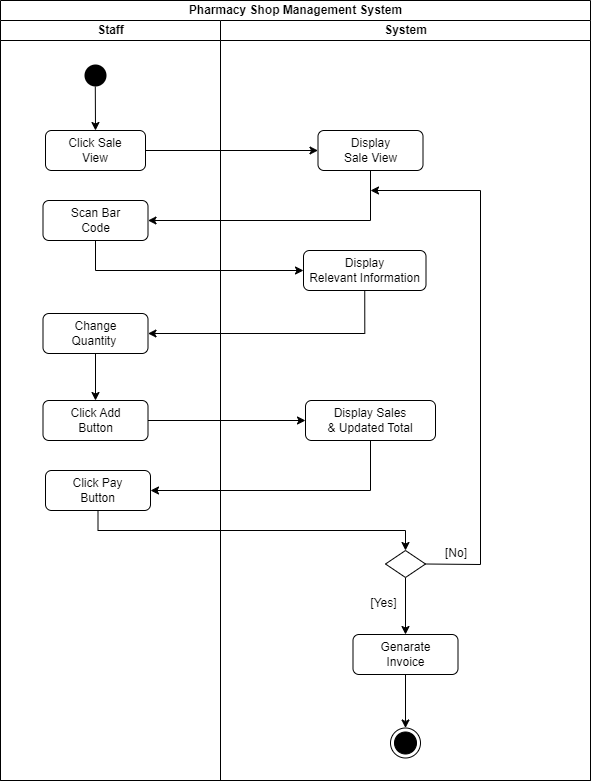 Pharmacy Shop Management System
Staff
System
Click Sale
View
Display
Sale View
Scan Bar
Code
Display
Relevant Information
Change
Quantity
Click Add
Button
Display Sales
& Updated Total
Click Pay
Button
[No]
[Yes]
Genarate
Invoice